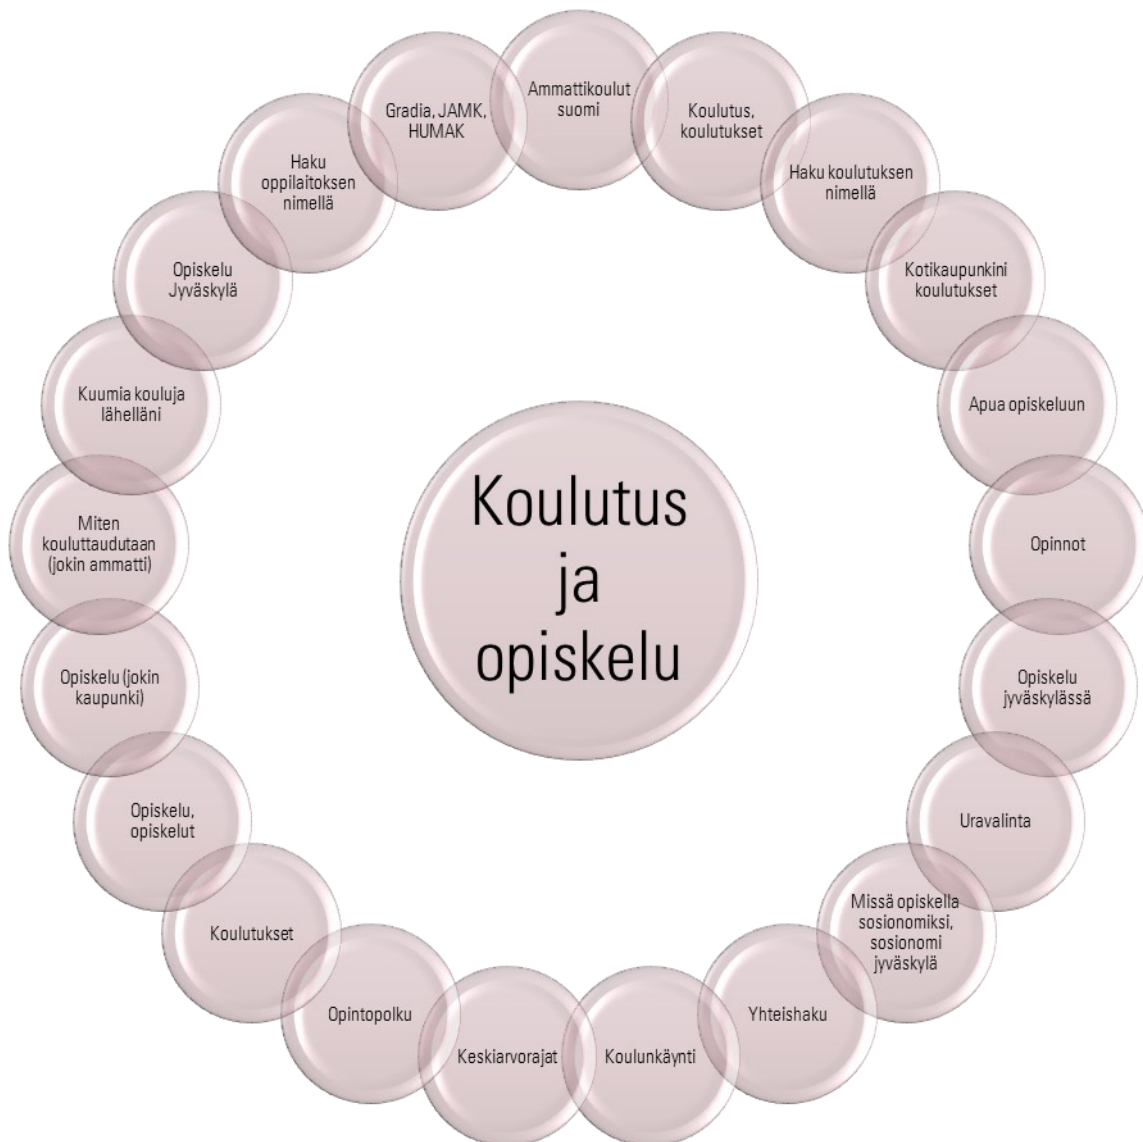 Koulutus
ja
opiskelu
Ammattikoulut
suomi
Koulutus,
koulutukset
Haku koulutuksen
nimellä
Kotikaupunkini
koulutukset
Apua opiskeluun
Opinnot
Opiskelu
jyväskylässä
Uravalinta
Missä opiskella
sosionomiksi,
sosionomi
jyväskylä
Yhteishaku
Koulunkäynti
Keskiarvorajat
Opintopolku
Koulutukset
Opiskelu,
opiskelut
Opiskelu (jokin
kaupunki)
Miten
kouluttaudutaan
(jokin ammatti)
Kuumia kouluja
lähelläni
Opiskelu
Jyväskylä
Haku
oppilaitoksen
nimellä
Gradia, JAMK,
HUMAK